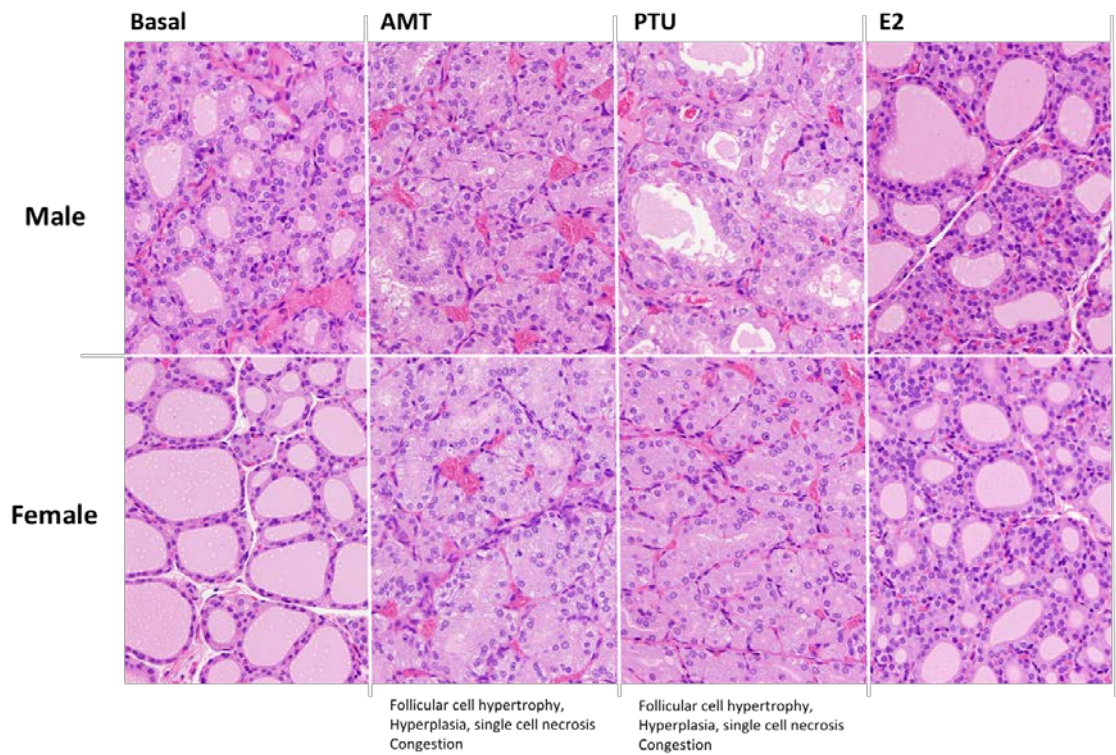 Basal AMT PTU E2
Male
Female
Follicular cell hypertrophy,
Hyperplasia, single cell necrosis
Congestion
Follicular cell hypertrophy,
Hyperplasia, single cell necrosis
Congestion